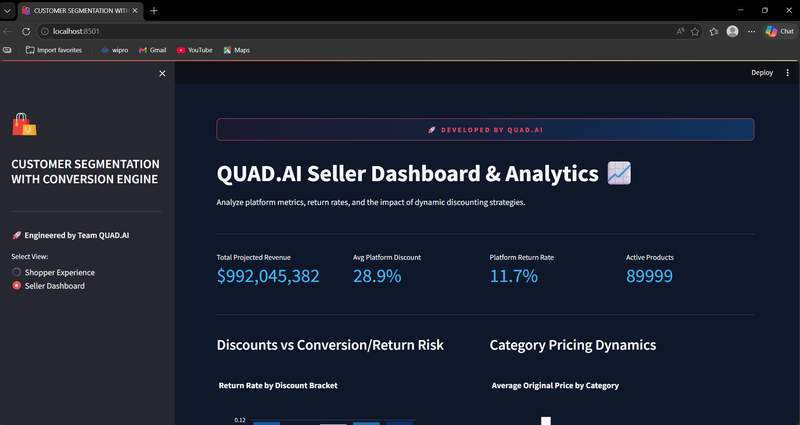 CUSTOMER SEGMENTATION WITH
localhost:8501
Chat
Import favorites
wipro
Gmail
YouTube
Maps
Deploy
CUSTOMER SEGMENTATION
WITH CONVERSION ENGINE
Engineered by Team QUAD.AI
Select View:
Shopper Experience
Seller Dashboard
DEVELOPED BY QUAD.AI
QUAD.AI Seller Dashboard & Analytics
Analyze platform metrics, return rates, and the impact of dynamic discounting strategies.
Total Projected Revenue
$992,045,382
Avg Platform Discount
28.9%
Platform Return Rate
11.7%
Active Products
89999
Discounts vs Conversion/Return Risk
Return Rate by Discount Bracket
0.12
Category Pricing Dynamics
Average Original Price by Category